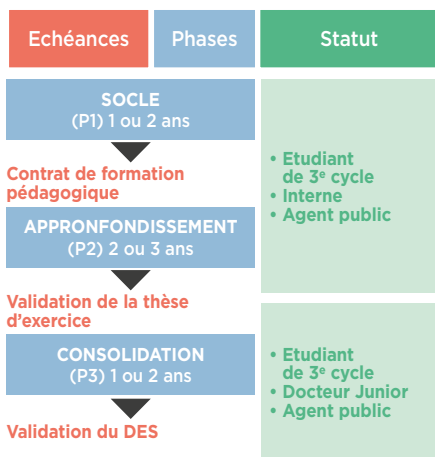 Echéances
Phases
Statut
SOCLE
(P1) 1 ou 2 ans
Contrat de formation
pédagogique
APPRONFONDISSEMENT
(P2) 2 ou 3 ans
• Etudiant
de 3e cycle
• Interne
• Agent public
Validation de la thèse
d'exercice
CONSOLIDATION
(P3) 1 ou 2 ans
Validation du DES
• Etudiant
de 3e cycle
• Docteur Junior
• Agent public